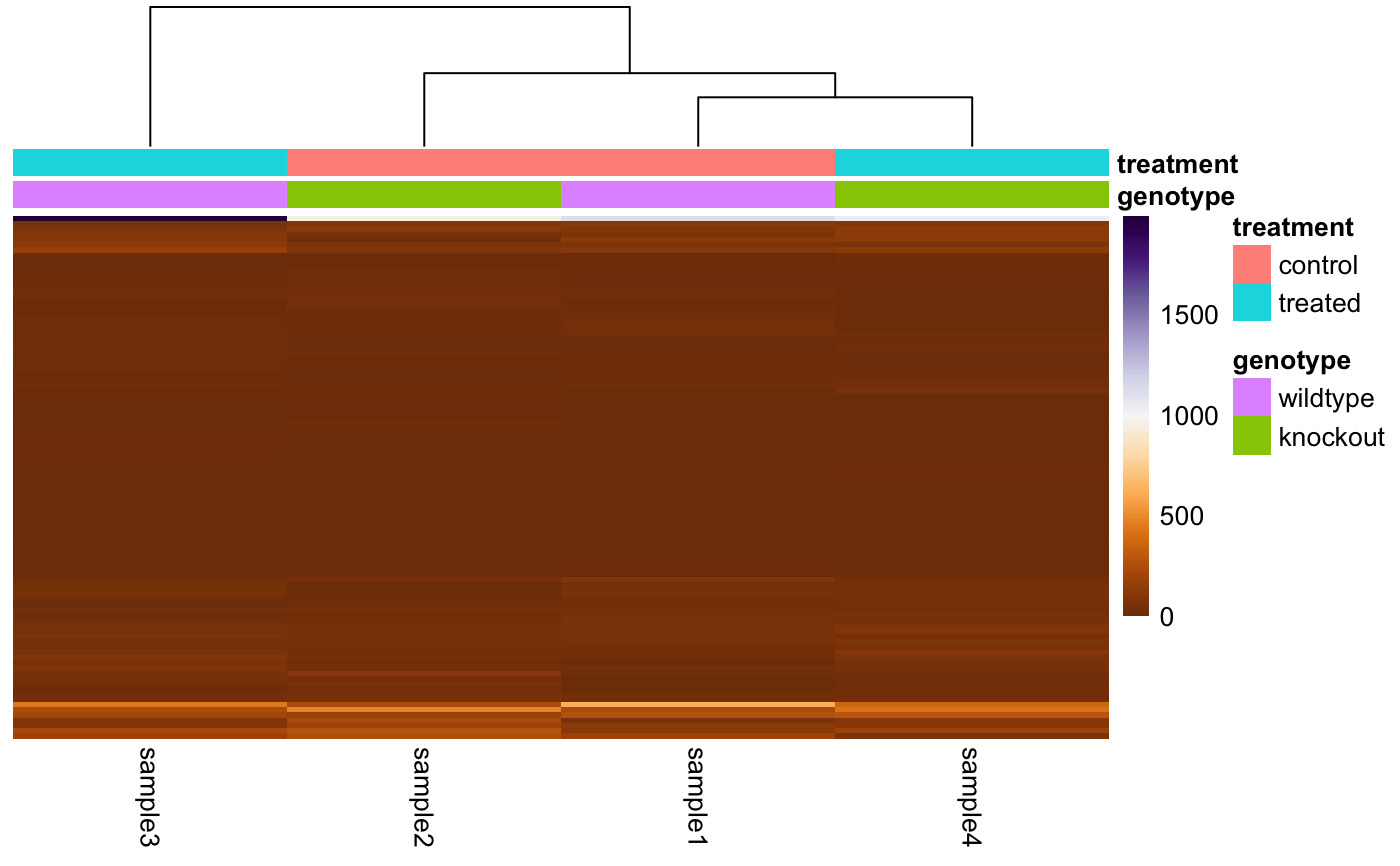 treatment
genotype
treatment
control
treated
genotype
wildtype
knockout
1500
1000
500
0
sample3
sample2
sample1
sample4